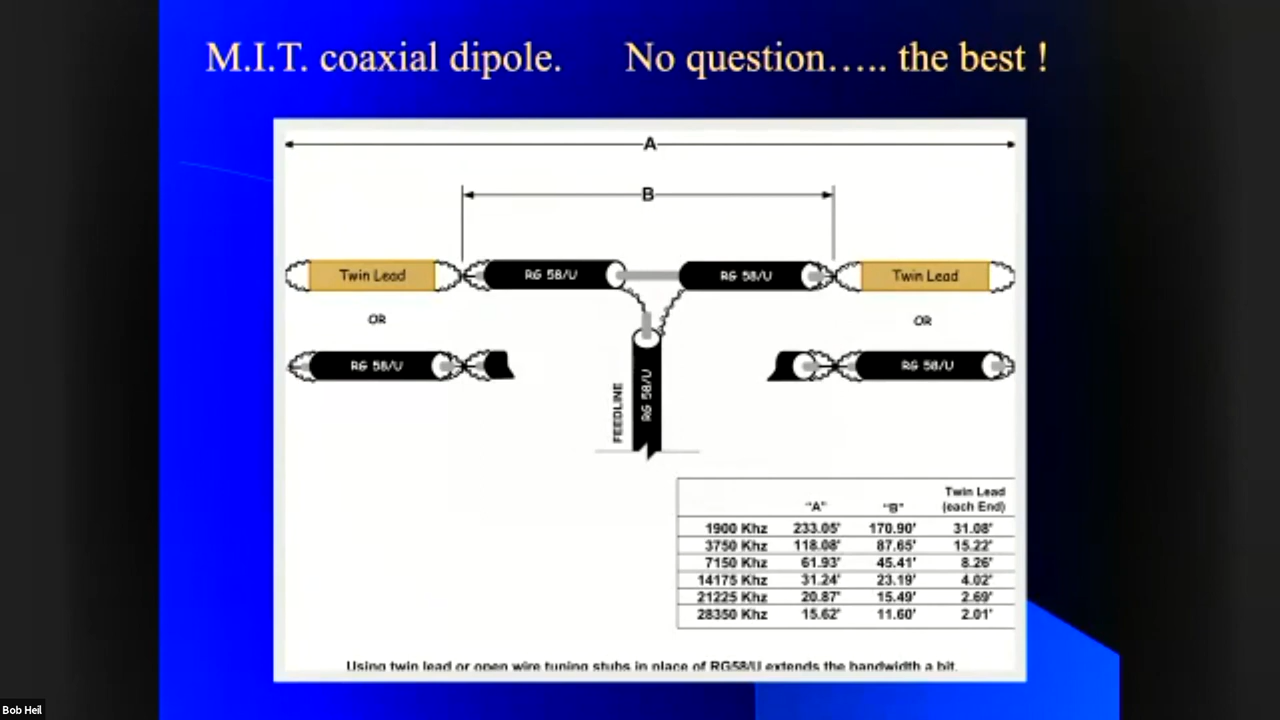 M.I.T. coaxial dipole. No question..... the best !
A
B
Twin Lead RG 58/U RG 58/U Twin Lead
OR OR
RG 58/U RG 58/U
FEEDLINE RG 58/U
Twin Lead
"A" "B" (each End)
1900 Khz 233.05' 170.90' 31.08'
3750 Khz 118.08' 87.65' 15.22'
7150 Khz 61.93' 45.41' 8.26'
14175 Khz 31.24' 23.19' 4.02'
21225 Khz 20.87' 15.49' 2.69'
28350 Khz 15.62' 11.60' 2.01'
Using twin lead or open wire tuning stubs in place of RG58/U extends the bandwidth a bit.
Bob Heil